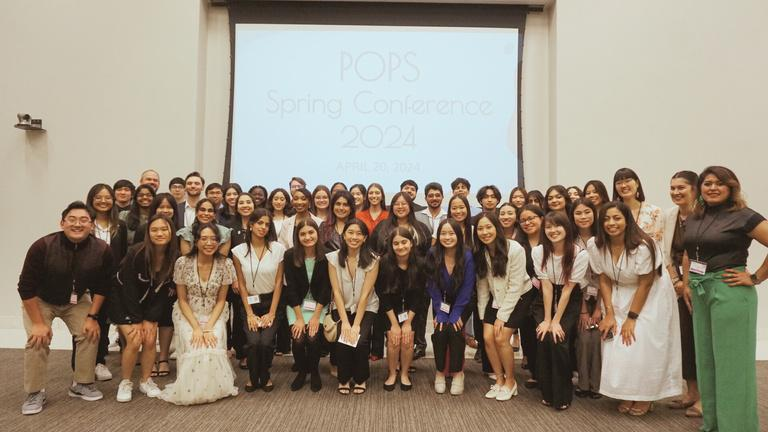 POPS
Spring Conference
2024
APRIL 20, 2024